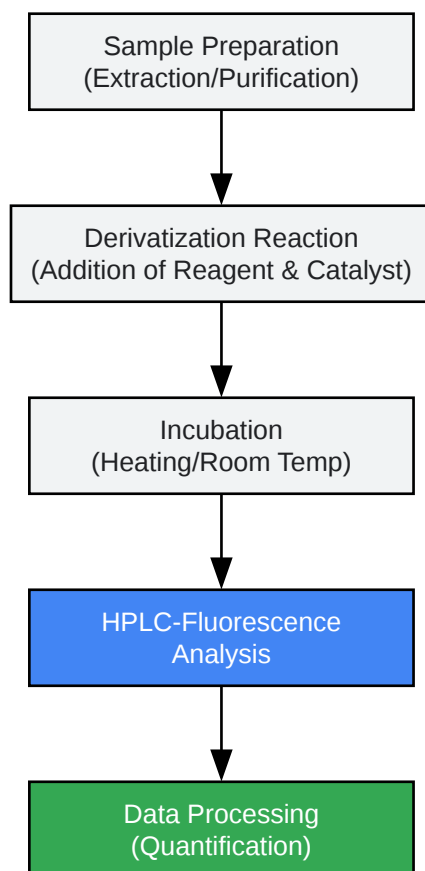 Sample Preparation
(Extraction/Purification)
Derivatization Reaction
(Addition of Reagent & Catalyst)
Incubation
(Heating/Room Temp)
HPLC-Fluorescence
Analysis
Data Processing
(Quantification)